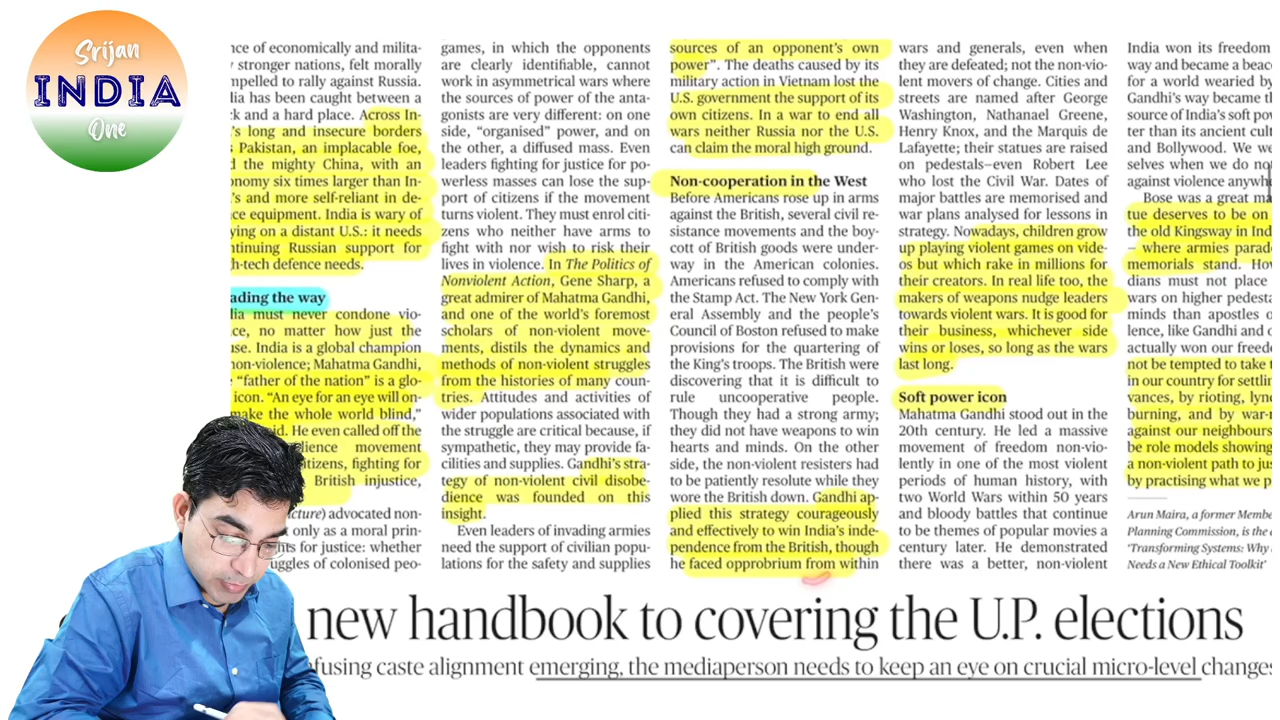 Srijan
INDIA
One
nce of economically and milita-
stronger nations, felt morally
mpelled to rally against Russia.
dia has been caught between a
ck and a hard place. Across In-
's long and insecure borders
Pakistan, an implacable foe,
d the mighty China, with an
onomy six times larger than In-
's and more self-reliant in de-
ce equipment. India is wary of
ying on a distant U.S.: it needs
ntinuing Russian support for
h-tech defence needs.
ading the way
dia must never condone vio-
ce, no matter how just the
use. India is a global champion
non-violence; Mahatma Gandhi,
“father of the nation” is a glo-
icon. “An eye for an eye will on-
make the whole world blind,”
aid. He even called off the
dience movement
itizens, fighting for
British injustice,
cture) advocated non-
only as a moral prin-
ns for justice: whether
uggles of colonised peo-
games, in which the opponents
are clearly identifiable, cannot
work in asymmetrical wars where
the sources of power of the anta-
gonists are very different: on one
side, “organised” power, and on
the other, a diffused mass. Even
leaders fighting for justice for po-
werless masses can lose the sup-
port of citizens if the movement
turns violent. They must enrol citi-
zens who neither have arms to
fight with nor wish to risk their
lives in violence. In The Politics of
Nonviolent Action, Gene Sharp, a
great admirer of Mahatma Gandhi,
and one of the world’s foremost
scholars of non-violent move-
ments, distils the dynamics and
methods of non-violent struggles
from the histories of many coun-
tries. Attitudes and activities of
wider populations associated with
the struggle are critical because, if
sympathetic, they may provide fa-
cilities and supplies. Gandhi’s stra-
tegy of non-violent civil disobe-
dience was founded on this
insight.
Even leaders of invading armies
need the support of civilian popu-
lations for the safety and supplies
sources of an opponent’s own
power”. The deaths caused by its
military action in Vietnam lost the
U.S. government the support of its
own citizens. In a war to end all
wars neither Russia nor the U.S.
can claim the moral high ground.
Non-cooperation in the West
Before Americans rose up in arms
against the British, several civil re-
sistance movements and the boy-
cott of British goods were under-
way in the American colonies.
Americans refused to comply with
the Stamp Act. The New York Gen-
eral Assembly and the people’s
Council of Boston refused to make
provisions for the quartering of
the King’s troops. The British were
discovering that it is difficult to
rule uncooperative people.
Though they had a strong army;
they did not have weapons to win
hearts and minds. On the other
side, the non-violent resisters had
to be patiently resolute while they
wore the British down. Gandhi ap-
plied this strategy courageously
and effectively to win India’s inde-
pendence from the British, though
he faced opprobrium from within
wars and generals, even when
they are defeated; not the non-vio-
lent movers of change. Cities and
streets are named after George
Washington, Nathanael Greene,
Henry Knox, and the Marquis de
Lafayette; their statues are raised
on pedestals–even Robert Lee
who lost the Civil War. Dates of
major battles are memorised and
war plans analysed for lessons in
strategy. Nowadays, children grow
up playing violent games on vide-
os but which rake in millions for
their creators. In real life too, the
makers of weapons nudge leaders
towards violent wars. It is good for
their business, whichever side
wins or loses, so long as the wars
last long.
Soft power icon
Mahatma Gandhi stood out in the
20th century. He led a massive
movement of freedom non-vio-
lently in one of the most violent
periods of human history, with
two World Wars within 50 years
and bloody battles that continue
to be themes of popular movies a
century later. He demonstrated
there was a better, non-violent
India won its freedom
way and became a beac
for a world wearied by
Gandhi’s way became th
source of India’s soft pow
ter than its ancient cult
and Bollywood. We we
selves when we do not
against violence anywhe
Bose was a great ma
tue deserves to be on
the old Kingsway in Indi
– where armies parad
memorials stand. How
dians must not place
wars on higher pedesta
minds than apostles o
lence, like Gandhi and o
actually won our freed
not be tempted to take t
in our country for settlin
vances, by rioting, lync
burning, and by war-m
against our neighbours
be role models showing
a non-violent path to jus
by practising what we p
Arun Maira, a former Membe
Planning Commission, is the a
‘Transforming Systems: Why
Needs a New Ethical Toolkit’
new handbook to covering the U.P. elections
nfusing caste alignment emerging, the mediaperson needs to keep an eye on crucial micro-level changes